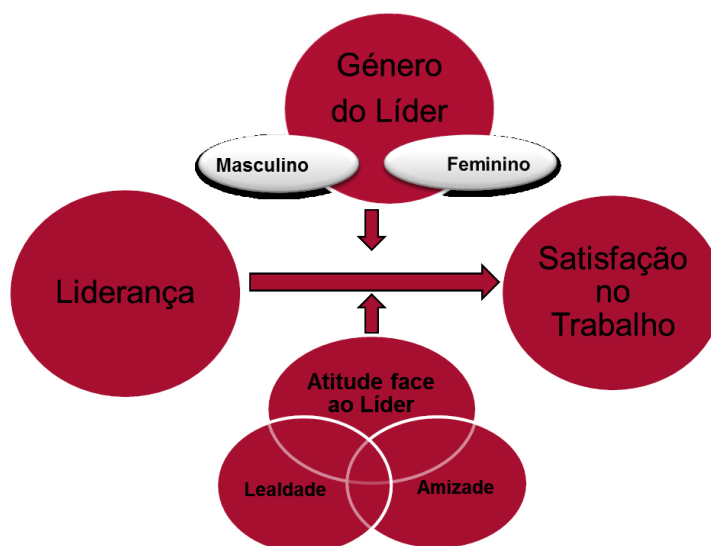 Género
do Líder
Masculino
Feminino
Liderança
Satisfação
no
Trabalho
Atitude face
ao Líder
Lealdade
Amizade